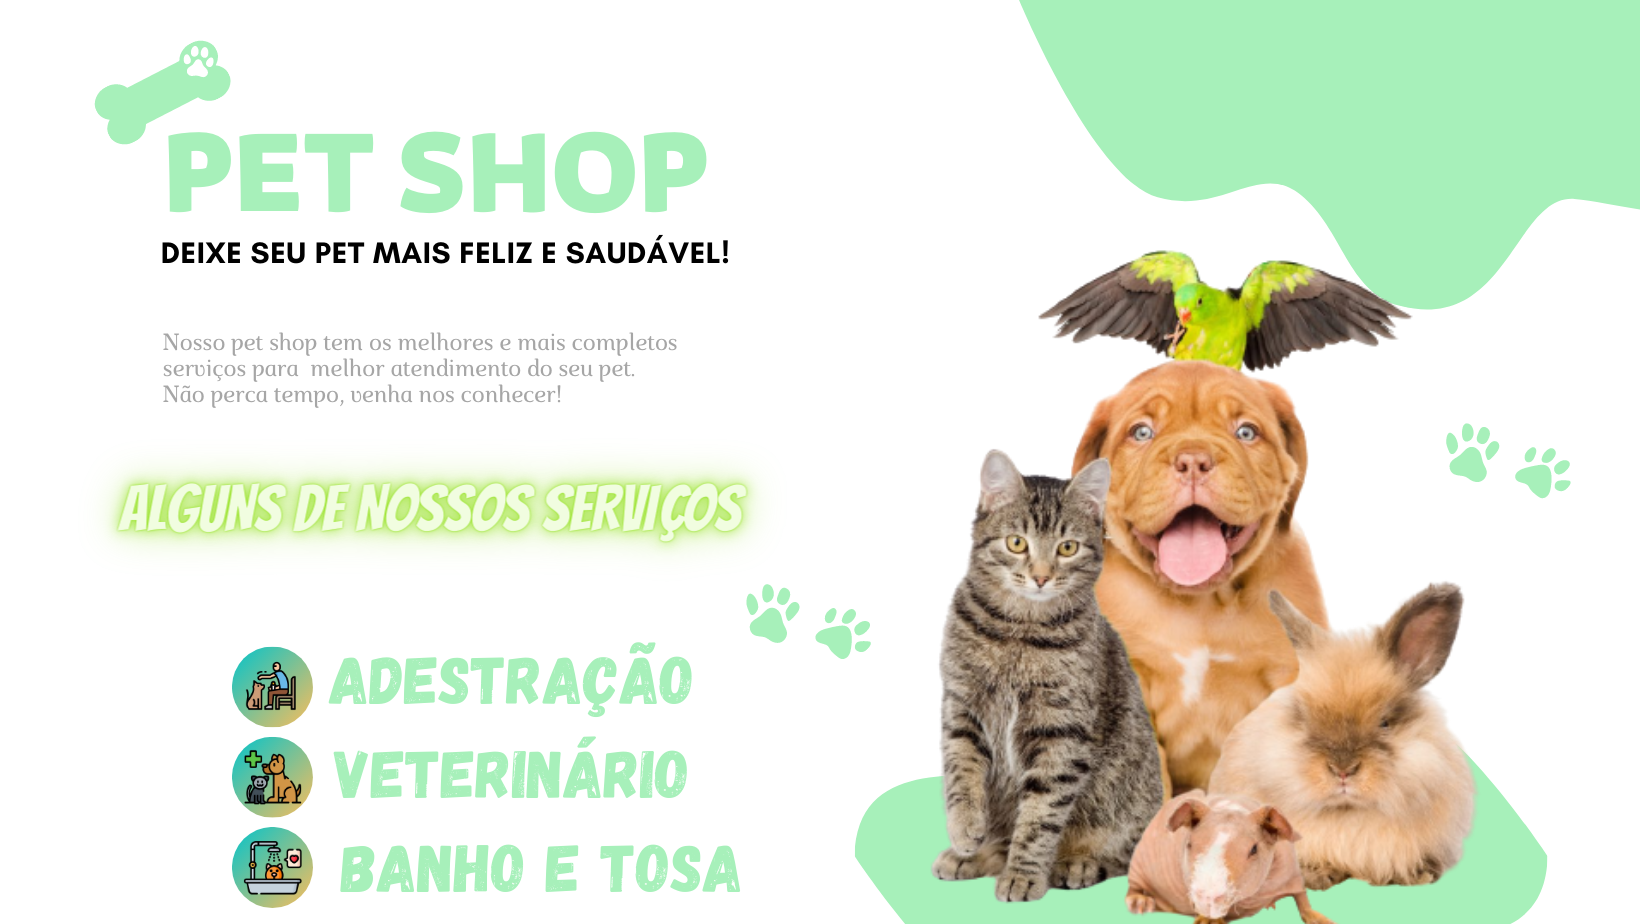 PET SHOP
DEIXE SEU PET MAIS FELIZ E SAUDÁVEL!
Nosso pet shop tem os melhores e mais completos
serviços para melhor atendimento do seu pet.
Não perca tempo, venha nos conhecer!
ALGUNS DE NOSSOS SERVIÇOS
ADESTRAÇÃO
VETERINÁRIO
BANHO E TOSA